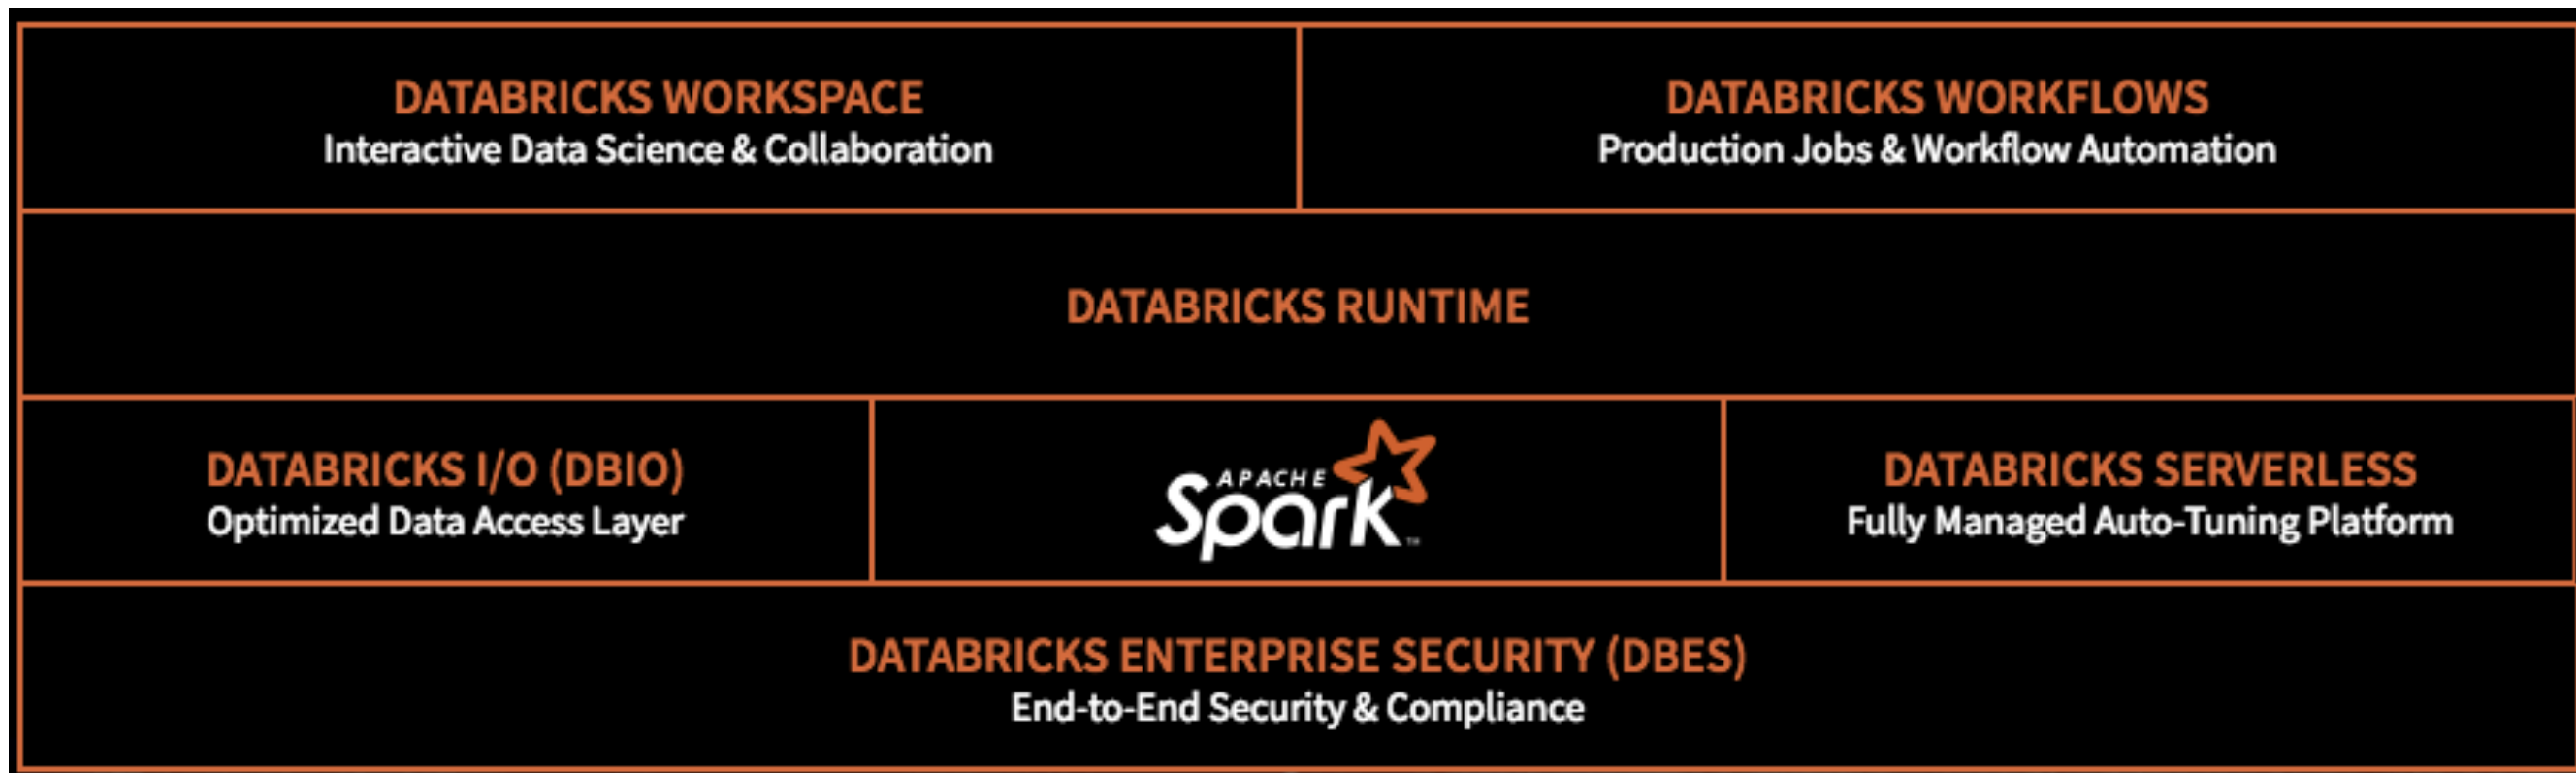 DATABRICKS WORKSPACE
Interactive Data Science & Collaboration
DATABRICKS WORKFLOWS
Production Jobs & Workflow Automation
DATABRICKS RUNTIME
DATABRICKS I/O (DBIO)
Optimized Data Access Layer
APACHE
Spark™
DATABRICKS SERVERLESS
Fully Managed Auto-Tuning Platform
DATABRICKS ENTERPRISE SECURITY (DBES)
End-to-End Security & Compliance